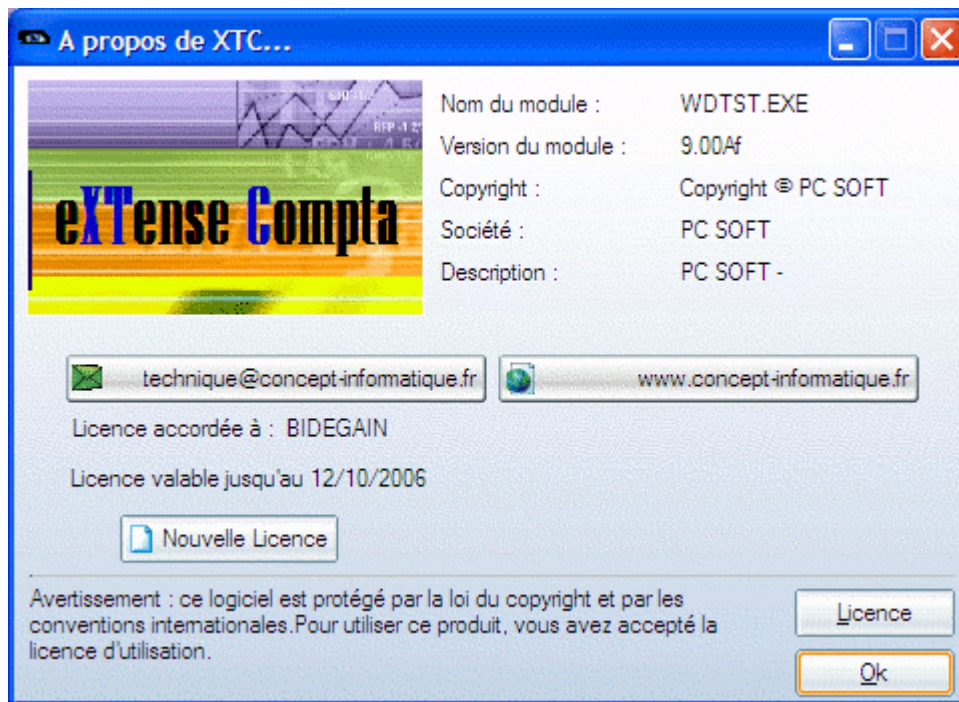 A propos de XTC...
eXTense Compta
Nom du module : WDTST.EXE
Version du module : 9.00Af
Copyright : Copyright © PC SOFT
Société : PC SOFT
Description : PC SOFT -
technique@concept-informatique.fr
www.concept-informatique.fr
Licence accordée à : BIDEGAIN
Licence valable jusqu'au 12/10/2006
Nouvelle Licence
Avertissement : ce logiciel est protégé par la loi du copyright et par les
conventions internationales.Pour utiliser ce produit, vous avez accepté la
licence d'utilisation.
Licence
Ok